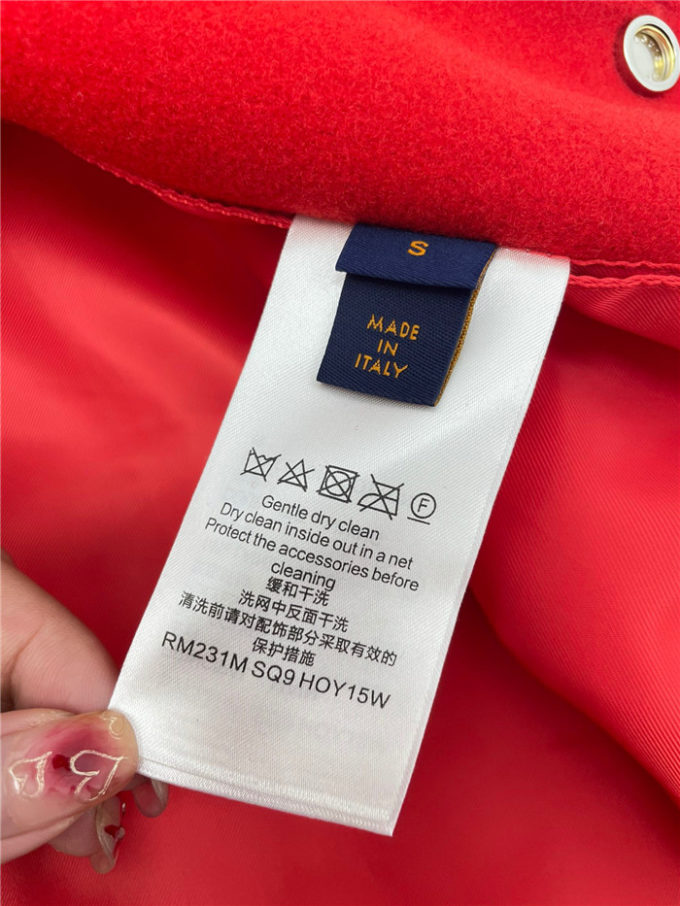 S
MADE
IN
ITALY
F
Gentle dry clean
Dry clean inside out in a net
Protect the accessories before
cleaning
缓和干洗
洗网中反面干洗
清洗前请对配饰部分采取有效的
保护措施
RM231M SQ9 HOY15W